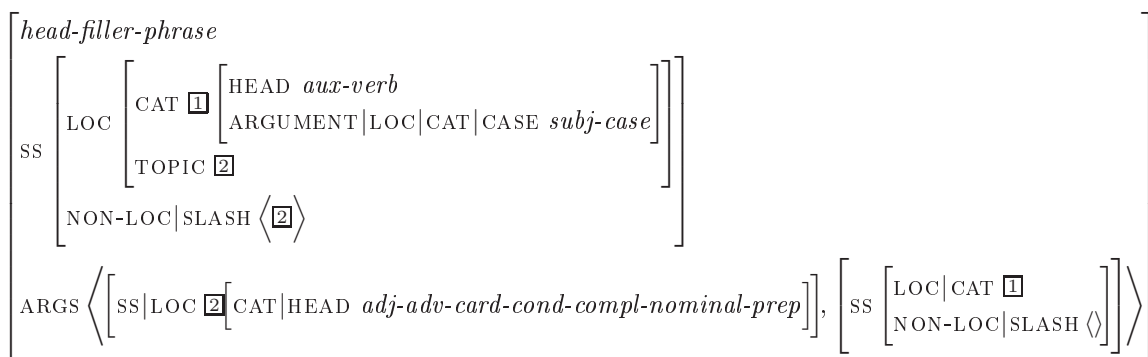 head-filler-phrase
SS LOC CAT 1 HEAD aux-verb
ARGUMENT|LOC|CAT|CASE subj-case
TOPIC 2
NON-LOC|SLASH ⟨2⟩
ARGS ⟨[SS|LOC 2[CAT|HEAD adj-adv-card-cond-compl-nominal-prep]], [SS [LOC|CAT 1
NON-LOC|SLASH ⟨⟩]]⟩